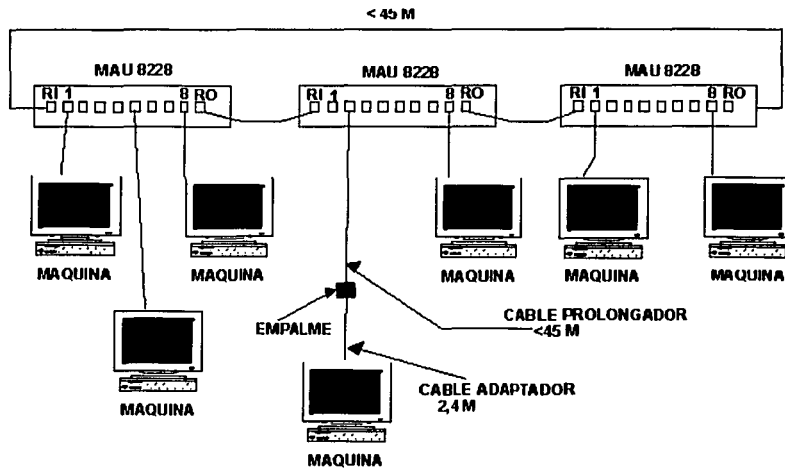 < 45 M
MAU 8228
MAU 8228
MAU 8228
RI 1 8 RO
RI 1 8 RO
RI 1 8 RO
MAQUINA
MAQUINA
MAQUINA
MAQUINA
MAQUINA
EMPALME
CABLE PROLONGADOR
<45 M
CABLE ADAPTADOR
2,4 M
MAQUINA
MAQUINA